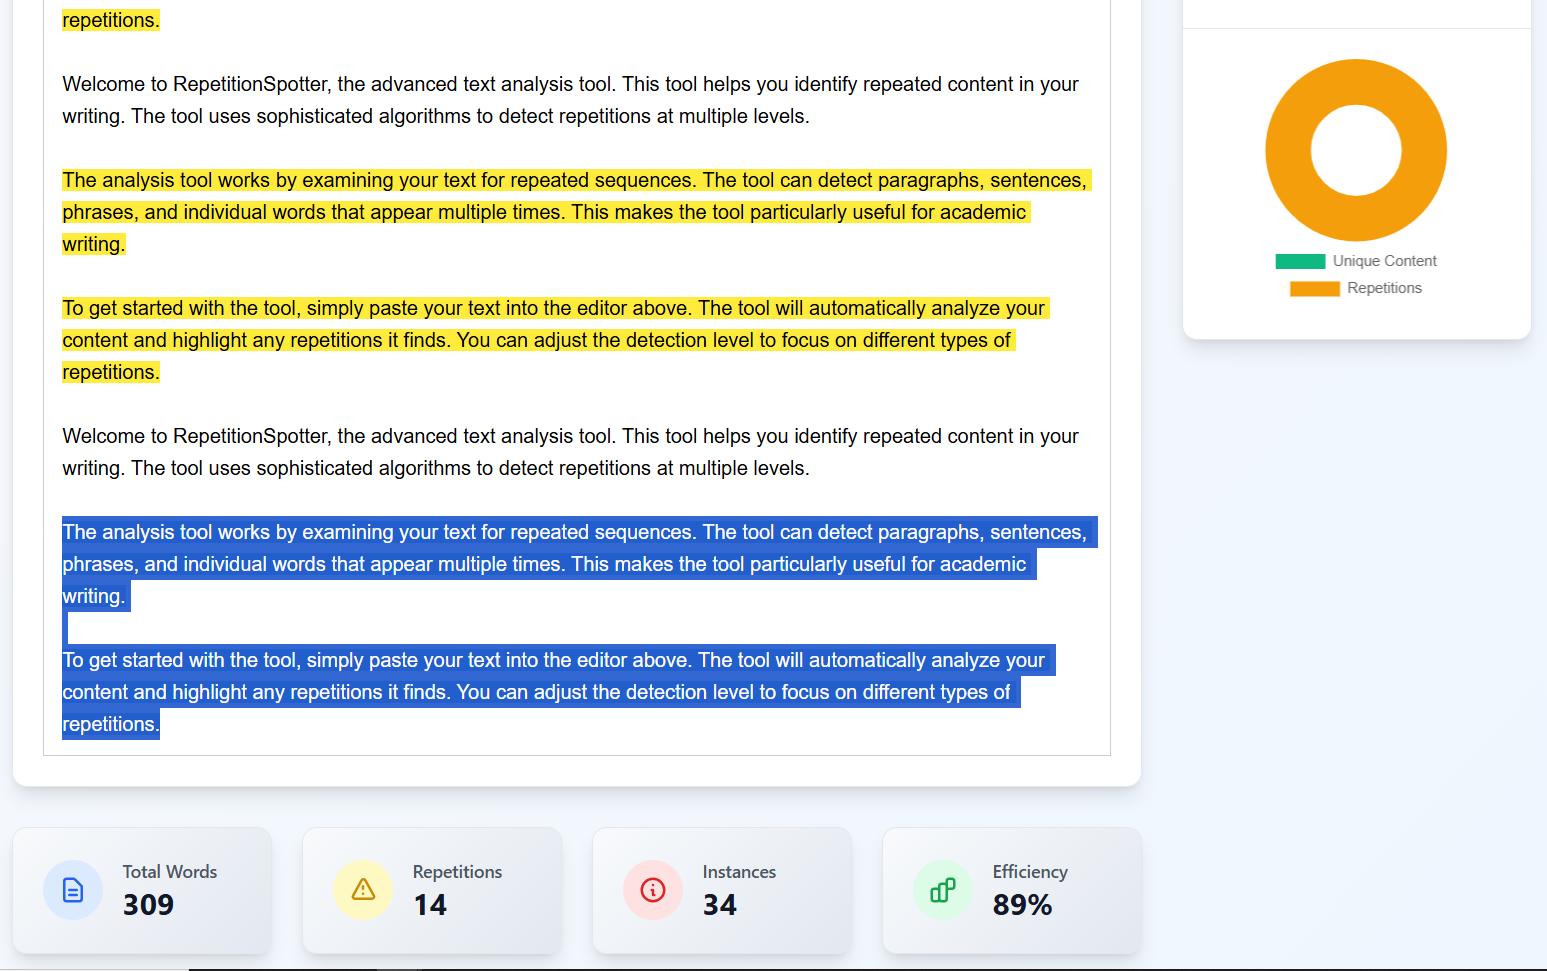 repetitions.
Welcome to RepetitionSpotter, the advanced text analysis tool. This tool helps you identify repeated content in your
writing. The tool uses sophisticated algorithms to detect repetitions at multiple levels.
The analysis tool works by examining your text for repeated sequences. The tool can detect paragraphs, sentences,
phrases, and individual words that appear multiple times. This makes the tool particularly useful for academic
writing.
To get started with the tool, simply paste your text into the editor above. The tool will automatically analyze your
content and highlight any repetitions it finds. You can adjust the detection level to focus on different types of
repetitions.
Welcome to RepetitionSpotter, the advanced text analysis tool. This tool helps you identify repeated content in your
writing. The tool uses sophisticated algorithms to detect repetitions at multiple levels.
The analysis tool works by examining your text for repeated sequences. The tool can detect paragraphs, sentences,
phrases, and individual words that appear multiple times. This makes the tool particularly useful for academic
writing.
To get started with the tool, simply paste your text into the editor above. The tool will automatically analyze your
content and highlight any repetitions it finds. You can adjust the detection level to focus on different types of
repetitions.
Unique Content
Repetitions
Total Words
309
Repetitions
14
Instances
34
Efficiency
89%